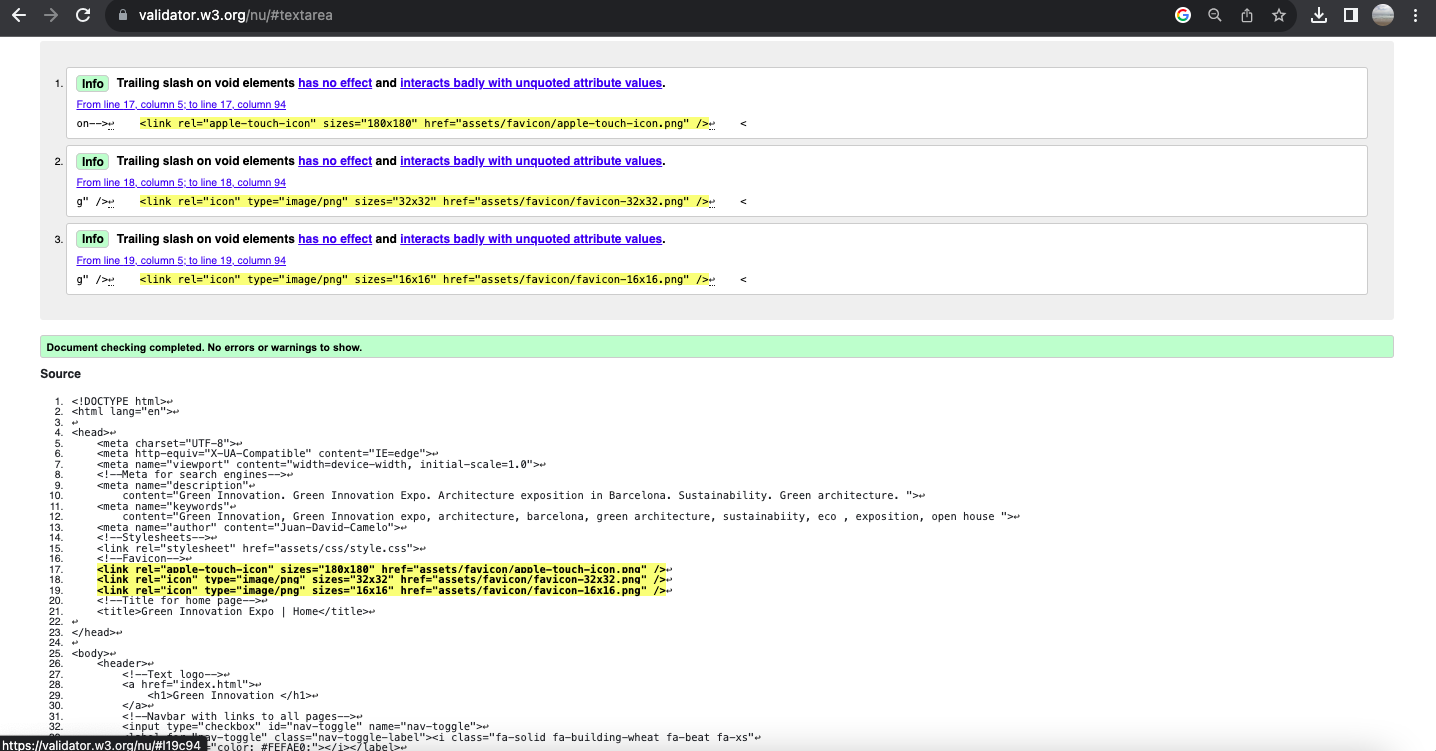 validator.w3.org/nu/#textarea
1. Info Trailing slash on void elements has no effect and interacts badly with unquoted attribute values.
From line 17, column 5; to line 17, column 94
on-->↩ <link rel="apple-touch-icon" sizes="180x180" href="assets/favicon/apple-touch-icon.png" />↩ <
2. Info Trailing slash on void elements has no effect and interacts badly with unquoted attribute values.
From line 18, column 5; to line 18, column 94
g" />↩ <link rel="icon" type="image/png" sizes="32x32" href="assets/favicon/favicon-32x32.png" />↩ <
3. Info Trailing slash on void elements has no effect and interacts badly with unquoted attribute values.
From line 19, column 5; to line 19, column 94
g" />↩ <link rel="icon" type="image/png" sizes="16x16" href="assets/favicon/favicon-16x16.png" />↩ <
Document checking completed. No errors or warnings to show.
Source
1. <!DOCTYPE html>↩
2. <html lang="en">↩
3. ↩
4. <head>↩
5. <meta charset="UTF-8">↩
6. <meta http-equiv="X-UA-Compatible" content="IE=edge">↩
7. <meta name="viewport" content="width=device-width, initial-scale=1.0">↩
8. <!--Meta for search engines-->↩
9. <meta name="description"↩
10. content="Green Innovation. Green Innovation Expo. Architecture exposition in Barcelona. Sustainability. Green architecture. ">↩
11. <meta name="keywords"↩
12. content="Green Innovation, Green Innovation expo, architecture, barcelona, green architecture, sustainabiity, eco , exposition, open house ">↩
13. <meta name="author" content="Juan-David-Camelo">↩
14. <!--Stylesheets-->↩
15. <link rel="stylesheet" href="assets/css/style.css">↩
16. <!--Favicon-->↩
17. <link rel="apple-touch-icon" sizes="180x180" href="assets/favicon/apple-touch-icon.png" />↩
18. <link rel="icon" type="image/png" sizes="32x32" href="assets/favicon/favicon-32x32.png" />↩
19. <link rel="icon" type="image/png" sizes="16x16" href="assets/favicon/favicon-16x16.png" />↩
20. <!--Title for home page-->↩
21. <title>Green Innovation Expo | Home</title>↩
22. ↩
23. </head>↩
24. ↩
25. <body>↩
26. <header>↩
27. <!--Text logo-->↩
28. <a href="index.html">↩
29. <h1>Green Innovation </h1>↩
30. </a>↩
31. <!--Navbar with links to all pages-->↩
32. <input type="checkbox" id="nav-toggle" name="nav-toggle">↩
nav-toggle" class="nav-toggle-label"><i class="fa-solid fa-building-wheat fa-beat fa-xs"↩
https://validator.w3.org/nu/#l19c94 "color: #FEFAE0;"></i></label>↩